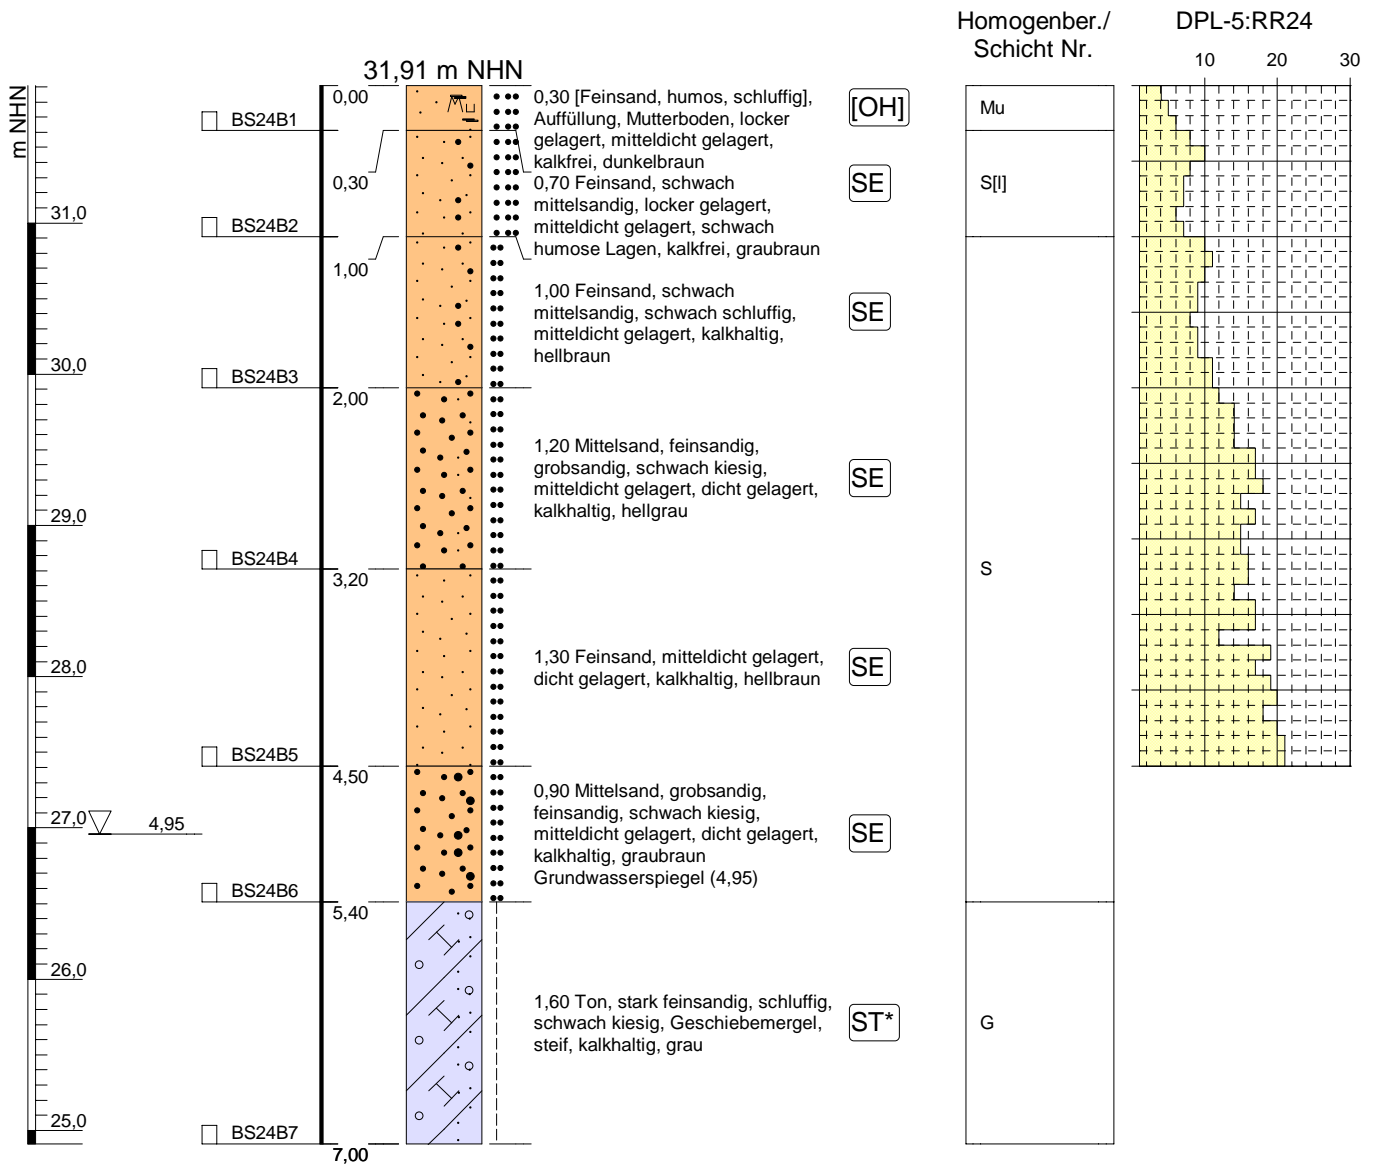 Homogenber./
Schicht Nr.
DPL-5:RR24
10 20 30
31,91 m NHN
m NHN
31,0
30,0
29,0
28,0
27,0
26,0
25,0
4,95
BS24B1
BS24B2
BS24B3
BS24B4
BS24B5
BS24B6
BS24B7
0,00
0,30
1,00
2,00
3,20
4,50
5,40
7,00
0,30 [Feinsand, humos, schluffig],
Auffüllung, Mutterboden, locker
gelagert, mitteldicht gelagert,
kalkfrei, dunkelbraun
[OH]
Mu
0,70 Feinsand, schwach
mittelsandig, locker gelagert,
mitteldicht gelagert, schwach
humose Lagen, kalkfrei, graubraun
SE
S[I]
1,00 Feinsand, schwach
mittelsandig, schwach schluffig,
mitteldicht gelagert, kalkhaltig,
hellbraun
SE
1,20 Mittelsand, feinsandig,
grobsandig, schwach kiesig,
mitteldicht gelagert, dicht gelagert,
kalkhaltig, hellgrau
SE
S
1,30 Feinsand, mitteldicht gelagert,
dicht gelagert, kalkhaltig, hellbraun
SE
0,90 Mittelsand, grobsandig,
feinsandig, schwach kiesig,
mitteldicht gelagert, dicht gelagert,
kalkhaltig, graubraun
Grundwasserspiegel (4,95)
SE
1,60 Ton, stark feinsandig, schluffig,
schwach kiesig, Geschiebemergel,
steif, kalkhaltig, grau
ST*
G